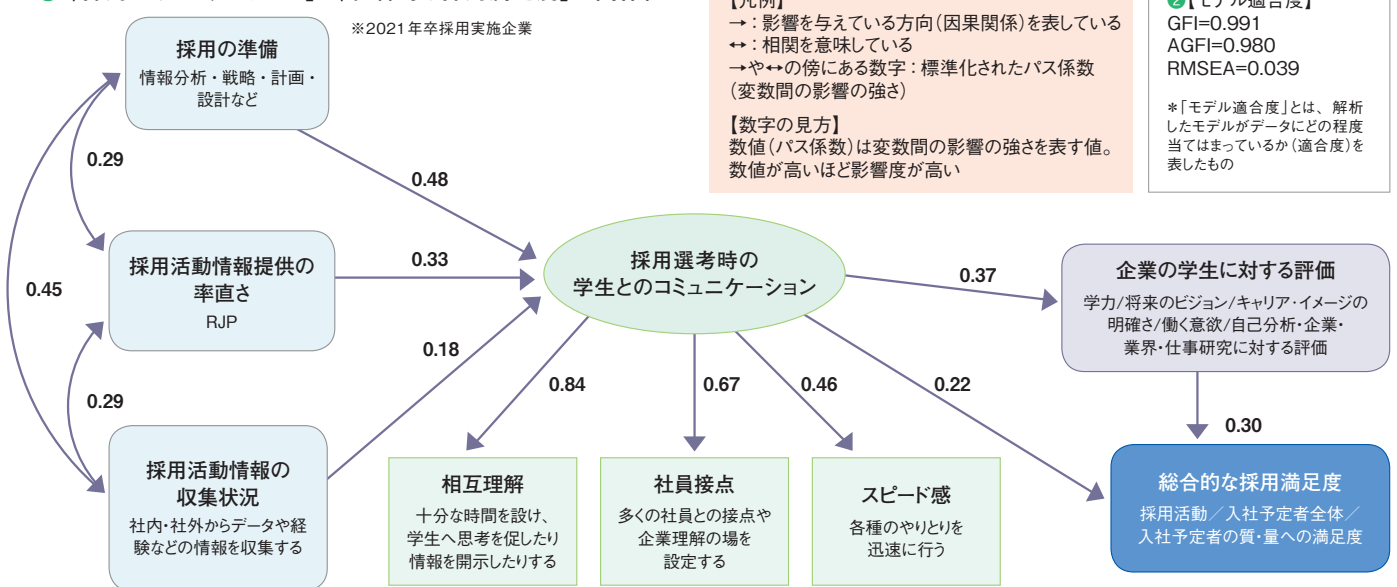 ※2021年卒採用実施企業
【凡例】
→：影響を与えている方向（因果関係）を表している
↔：相関を意味している
→や↔の傍にある数字：標準化されたパス係数
（変数間の影響の強さ）
【数字の見方】
数値（パス係数）は変数間の影響の強さを表す値。
数値が高いほど影響度が高い
❷【モデル適合度】
GFI=0.991
AGFI=0.980
RMSEA=0.039
＊「モデル適合度」とは、解析
したモデルがデータにどの程度
当てはまっているか（適合度）を
表したもの
採用の準備
情報分析・戦略・計画・
設計など
0.29
0.48
採用活動情報提供の
率直さ
RJP
0.33
0.45
0.29
0.18
採用活動情報の
収集状況
社内・社外からデータや経
験などの情報を収集する
採用選考時の
学生とのコミュニケーション
0.37
企業の学生に対する評価
学力/将来のビジョン/キャリア・イメージの
明確さ/働く意欲/自己分析・企業・
業界・仕事研究に対する評価
0.84
0.67
0.46
0.22
0.30
相互理解
十分な時間を設け、
学生へ思考を促したり
情報を開示したりする
社員接点
多くの社員との接点や
企業理解の場を
設定する
スピード感
各種のやりとりを
迅速に行う
総合的な採用満足度
採用活動／入社予定者全体／
入社予定者の質・量への満足度